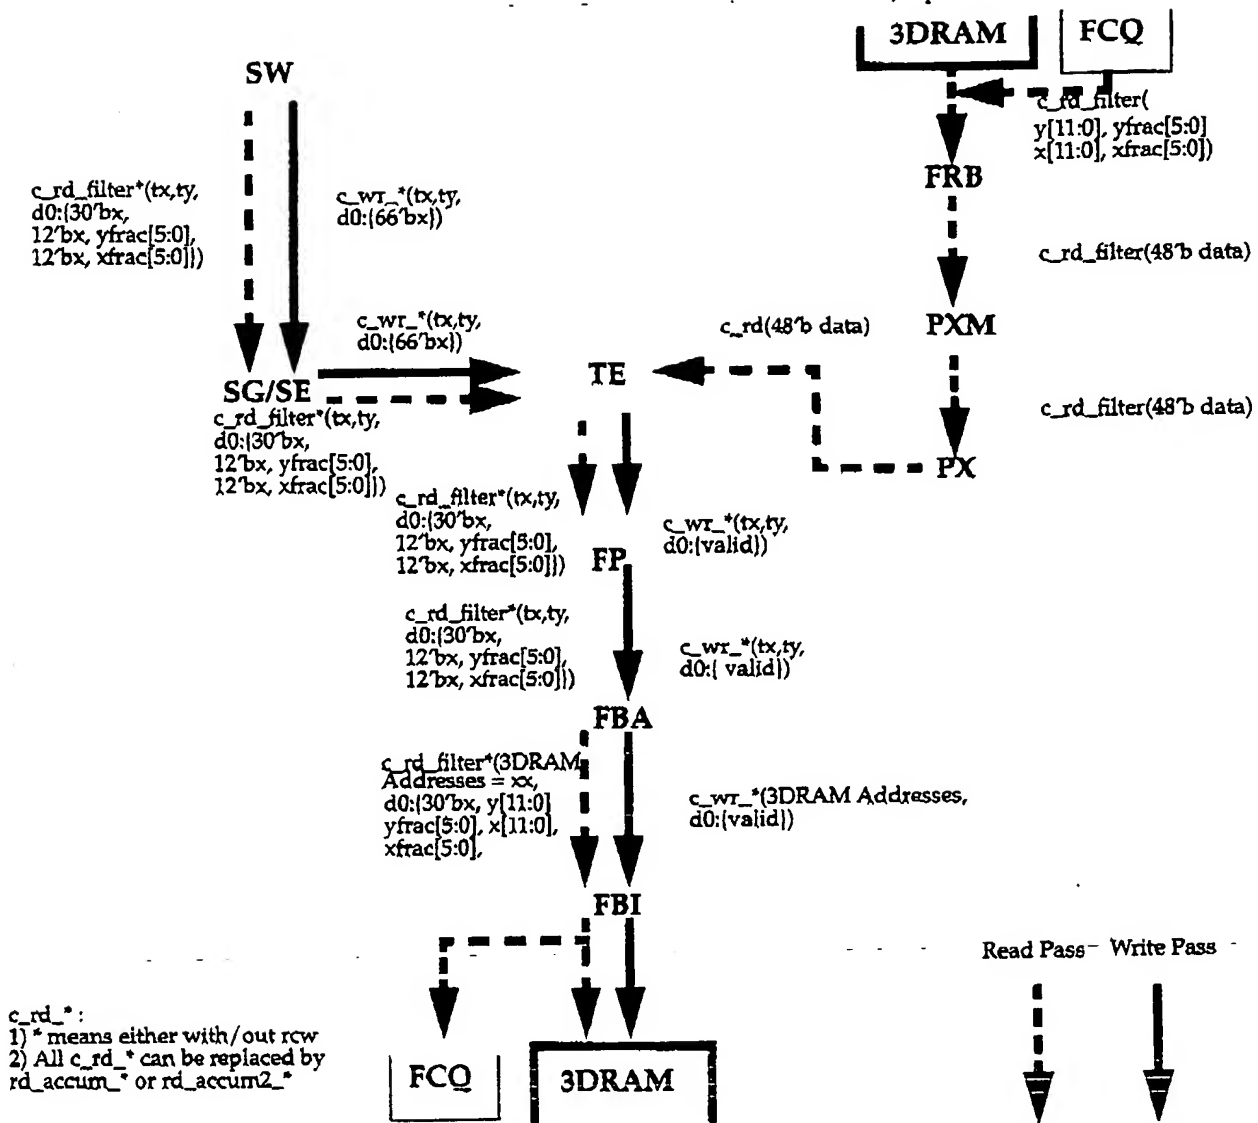 3DRAM
FCQ
SW
c_rd_filter(
y[11:0], yfrac[5:0]
x[11:0], xfrac[5:0])
FRB
c_rd_filter*(tx,ty,
d0:{30'bx,
12'bx, yfrac[5:0],
12'bx, xfrac[5:0]})
c_wr_*(tx,ty,
d0:{66'bx})
c_rd_filter(48'b data)
c_wr_*(tx,ty,
d0:{66'bx})
c_rd(48'b data)
PXM
SG/SE
TE
c_rd_filter*(tx,ty,
d0:{30'bx,
12'bx, yfrac[5:0],
12'bx, xfrac[5:0]})
c_rd_filter(48'b data)
PX
c_rd_filter*(tx,ty,
d0:{30'bx,
12'bx, yfrac[5:0],
12'bx, xfrac[5:0]})
c_wr_*(tx,ty,
d0:{valid})
FP
c_rd_filter*(tx,ty,
d0:{30'bx,
12'bx, yfrac[5:0],
12'bx, xfrac[5:0]})
c_wr_*(tx,ty,
d0:{ valid})
FBA
c_rd_filter*(3DRAM
Addresses = xx,
d0:{30'bx, y[11:0]
yfrac[5:0], x[11:0],
xfrac[5:0],
c_wr_*(3DRAM Addresses,
d0:{valid})
FBI
Read Pass
Write Pass
c_rd_* :
1) * means either with/out rcw
2) All c_rd_* can be replaced by
rd_accum_* or rd_accum2_*
FCQ
3DRAM